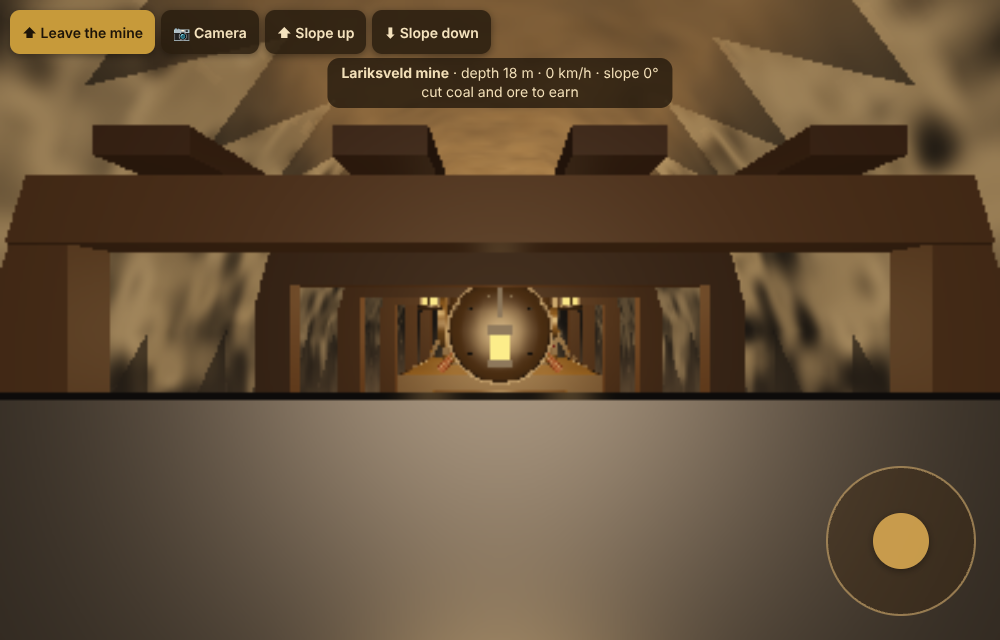 Leave the mine
Camera
Slope up
Slope down
Lariksveld mine · depth 18 m · 0 km/h · slope 0°
cut coal and ore to earn